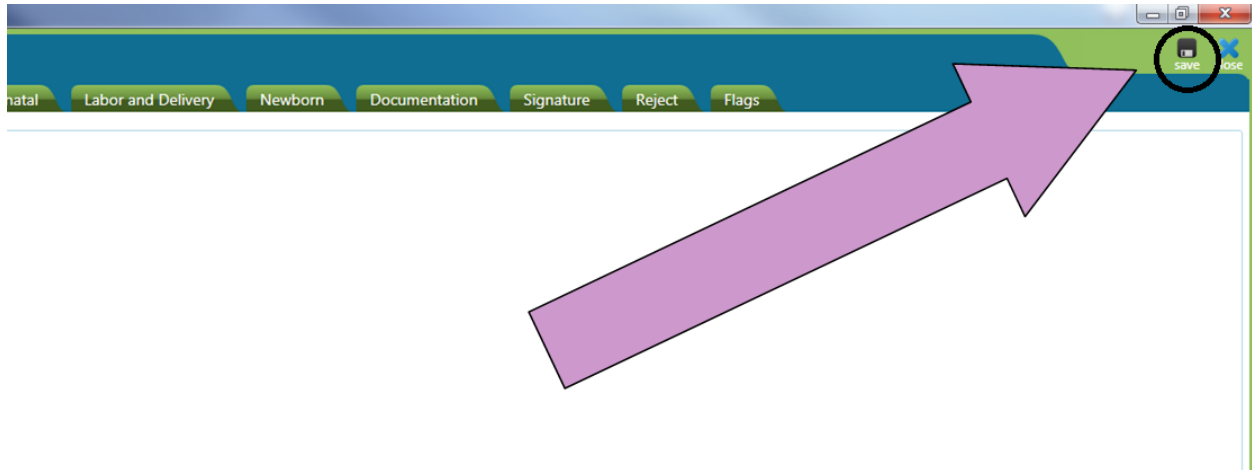 save lose
natal Labor and Delivery Newborn Documentation Signature Reject Flags